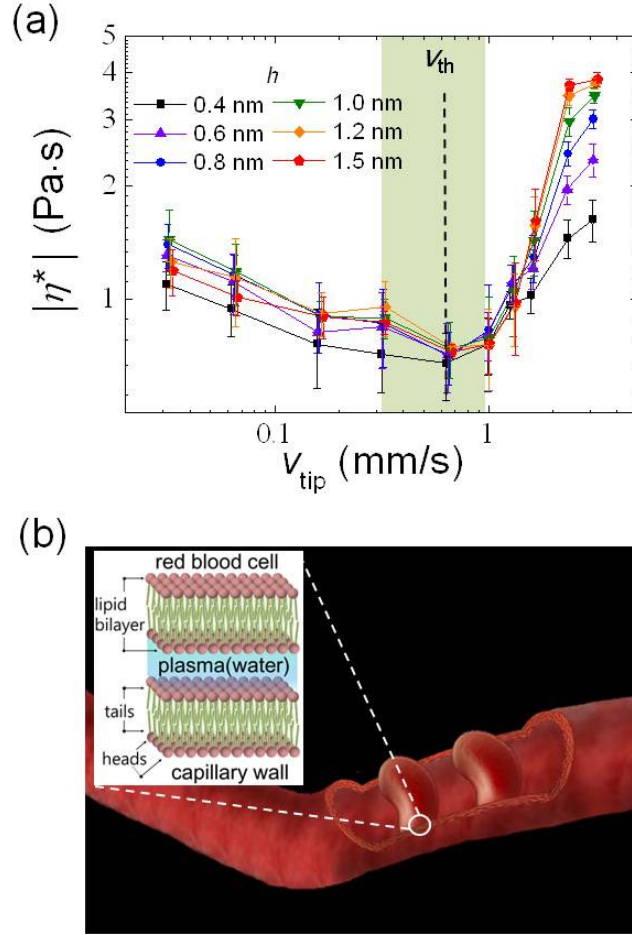 (a)
5
4
3
2
1
|η*| (Pa·s)
h
0.4 nm
0.6 nm
0.8 nm
1.0 nm
1.2 nm
1.5 nm
v_th
0.1
1
v_tip (mm/s)
(b)
red blood cell
lipid
bilayer
plasma(water)
tails
heads
capillary wall